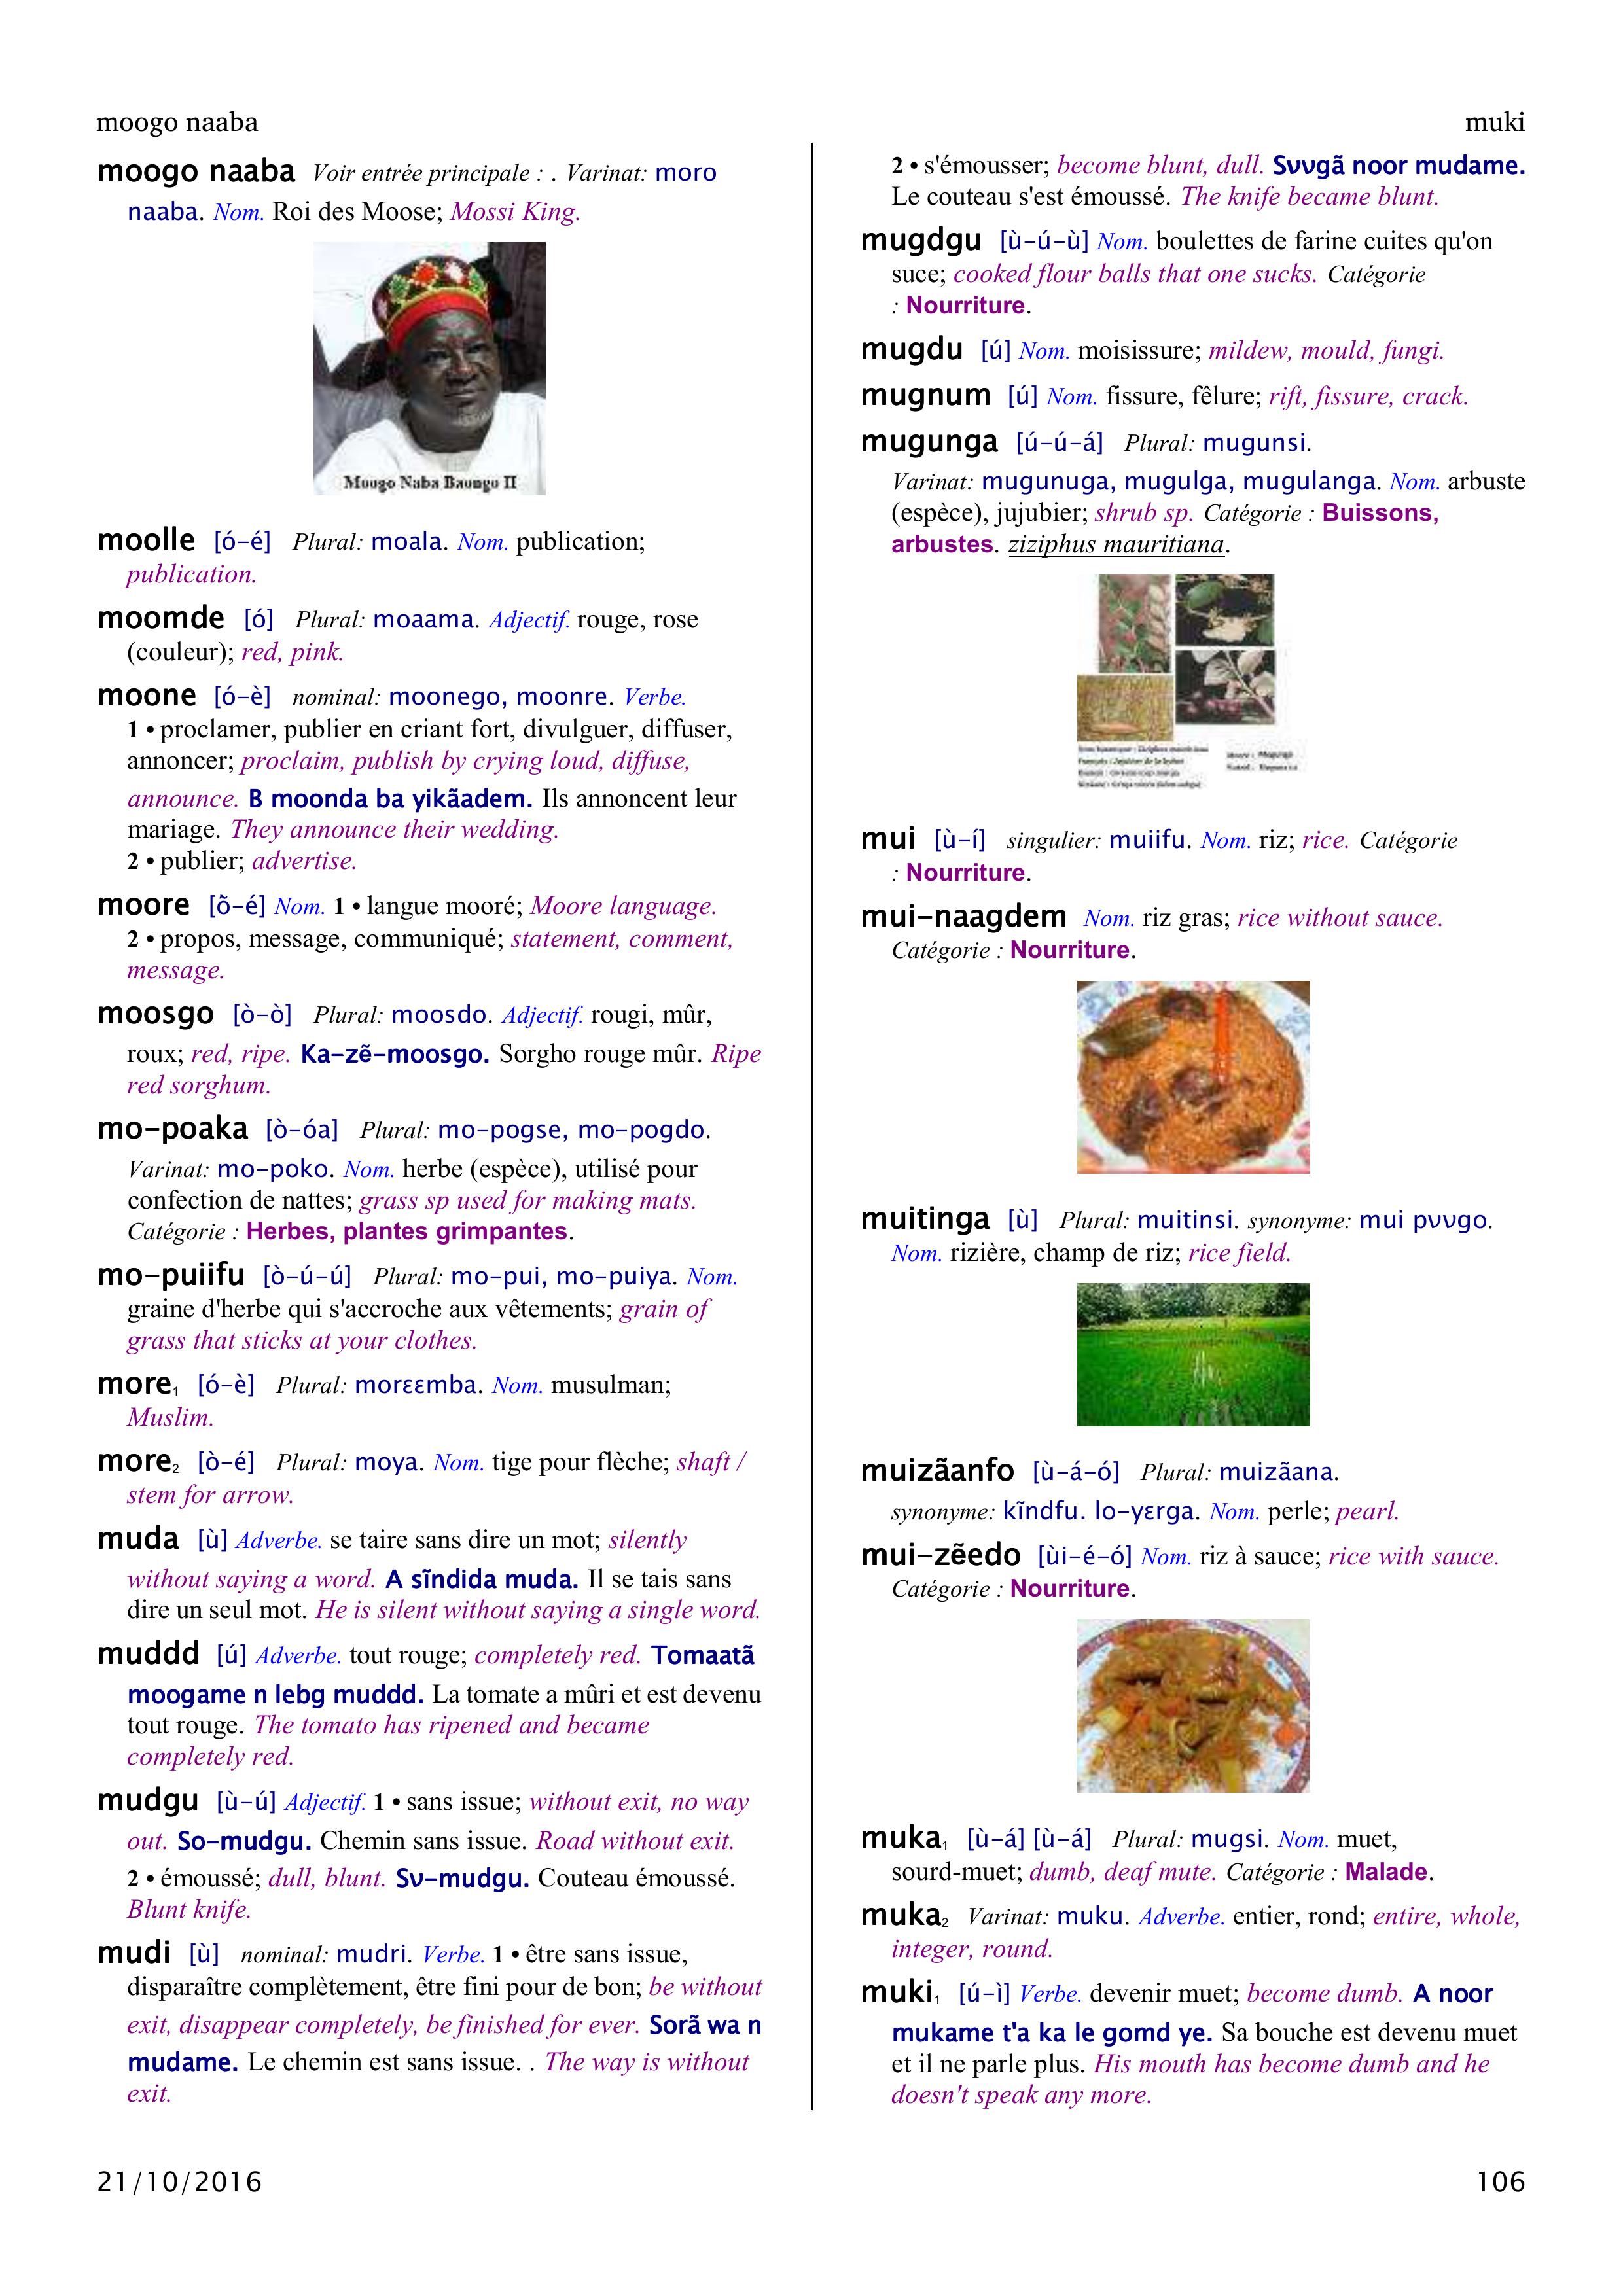 moogo naaba
muki
moogo naaba Voir entrée principale : . Varinat: moro
naaba. Nom. Roi des Moose; Mossi King.
Moogo Naba Baongo II
moolle [ó-é] Plural: moala. Nom. publication;
publication.
moomde [ó] Plural: moaama. Adjectif. rouge, rose
(couleur); red, pink.
moone [ó-è] nominal: moonego, moonre. Verbe.
1 • proclamer, publier en criant fort, divulguer, diffuser,
annoncer; proclaim, publish by crying loud, diffuse,
announce. B moonda ba yikãadem. Ils annoncent leur
mariage. They announce their wedding.
2 • publier; advertise.
moore [õ-é] Nom. 1 • langue mooré; Moore language.
2 • propos, message, communiqué; statement, comment,
message.
moosgo [ò-ò] Plural: moosdo. Adjectif. rougi, mûr,
roux; red, ripe. Ka-zẽ-moosgo. Sorgho rouge mûr. Ripe
red sorghum.
mo-poaka [ò-óa] Plural: mo-pogse, mo-pogdo.
Varinat: mo-poko. Nom. herbe (espèce), utilisé pour
confection de nattes; grass sp used for making mats.
Catégorie : Herbes, plantes grimpantes.
mo-puiifu [ò-ú-ú] Plural: mo-pui, mo-puiya. Nom.
graine d'herbe qui s'accroche aux vêtements; grain of
grass that sticks at your clothes.
more1 [ó-è] Plural: morɛɛmba. Nom. musulman;
Muslim.
more2 [ò-é] Plural: moya. Nom. tige pour flèche; shaft /
stem for arrow.
muda [ù] Adverbe. se taire sans dire un mot; silently
without saying a word. A sĩndida muda. Il se tais sans
dire un seul mot. He is silent without saying a single word.
muddd [ú] Adverbe. tout rouge; completely red. Tomaatã
moogame n lebg muddd. La tomate a mûri et est devenu
tout rouge. The tomato has ripened and became
completely red.
mudgu [ù-ú] Adjectif. 1 • sans issue; without exit, no way
out. So-mudgu. Chemin sans issue. Road without exit.
2 • émoussé; dull, blunt. Sʋ-mudgu. Couteau émoussé.
Blunt knife.
mudi [ù] nominal: mudri. Verbe. 1 • être sans issue,
disparaître complètement, être fini pour de bon; be without
exit, disappear completely, be finished for ever. Sorã wa n
mudame. Le chemin est sans issue. . The way is without
exit.
2 • s'émousser; become blunt, dull. Sʋʋgã noor mudame.
Le couteau s'est émoussé. The knife became blunt.
mugdgu [ù-ú-ù] Nom. boulettes de farine cuites qu'on
suce; cooked flour balls that one sucks. Catégorie
: Nourriture.
mugdu [ú] Nom. moisissure; mildew, mould, fungi.
mugnum [ú] Nom. fissure, fêlure; rift, fissure, crack.
mugunga [ú-ú-á] Plural: mugunsi.
Varinat: mugunuga, mugulga, mugulanga. Nom. arbuste
(espèce), jujubier; shrub sp. Catégorie : Buissons,
arbustes. ziziphus mauritiana.
mui [ù-í] singulier: muiifu. Nom. riz; rice. Catégorie
: Nourriture.
mui-naagdem Nom. riz gras; rice without sauce.
Catégorie : Nourriture.
muitinga [ù] Plural: muitinsi. synonyme: mui pʋʋgo.
Nom. rizière, champ de riz; rice field.
muizãanfo [ù-á-ó] Plural: muizãana.
synonyme: kĩndfu. lo-yɛrga. Nom. perle; pearl.
mui-zẽedo [ùi-é-ó] Nom. riz à sauce; rice with sauce.
Catégorie : Nourriture.
muka1 [ù-á] [ù-á] Plural: mugsi. Nom. muet,
sourd-muet; dumb, deaf mute. Catégorie : Malade.
muka2 Varinat: muku. Adverbe. entier, rond; entire, whole,
integer, round.
muki1 [ú-ì] Verbe. devenir muet; become dumb. A noor
mukame t'a ka le gomd ye. Sa bouche est devenu muet
et il ne parle plus. His mouth has become dumb and he
doesn't speak any more.
21/10/2016
106